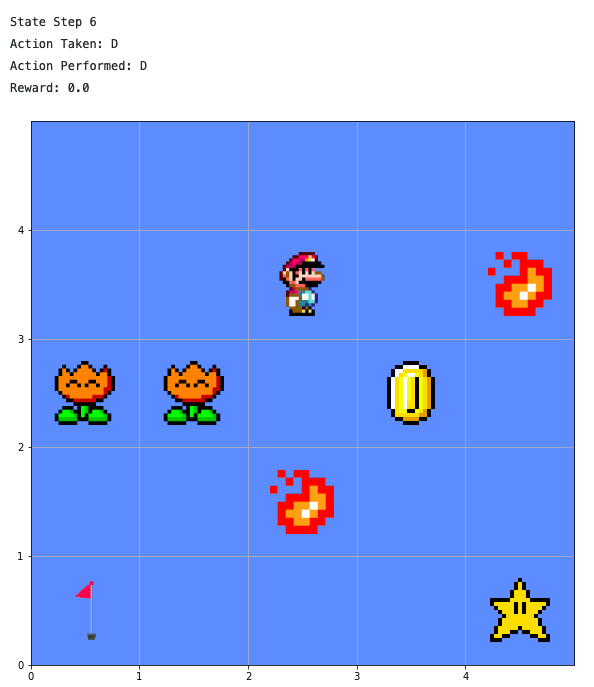 State Step 6
Action Taken: D
Action Performed: D
Reward: 0.0
4
3
2
1
0
0 1 2 3 4